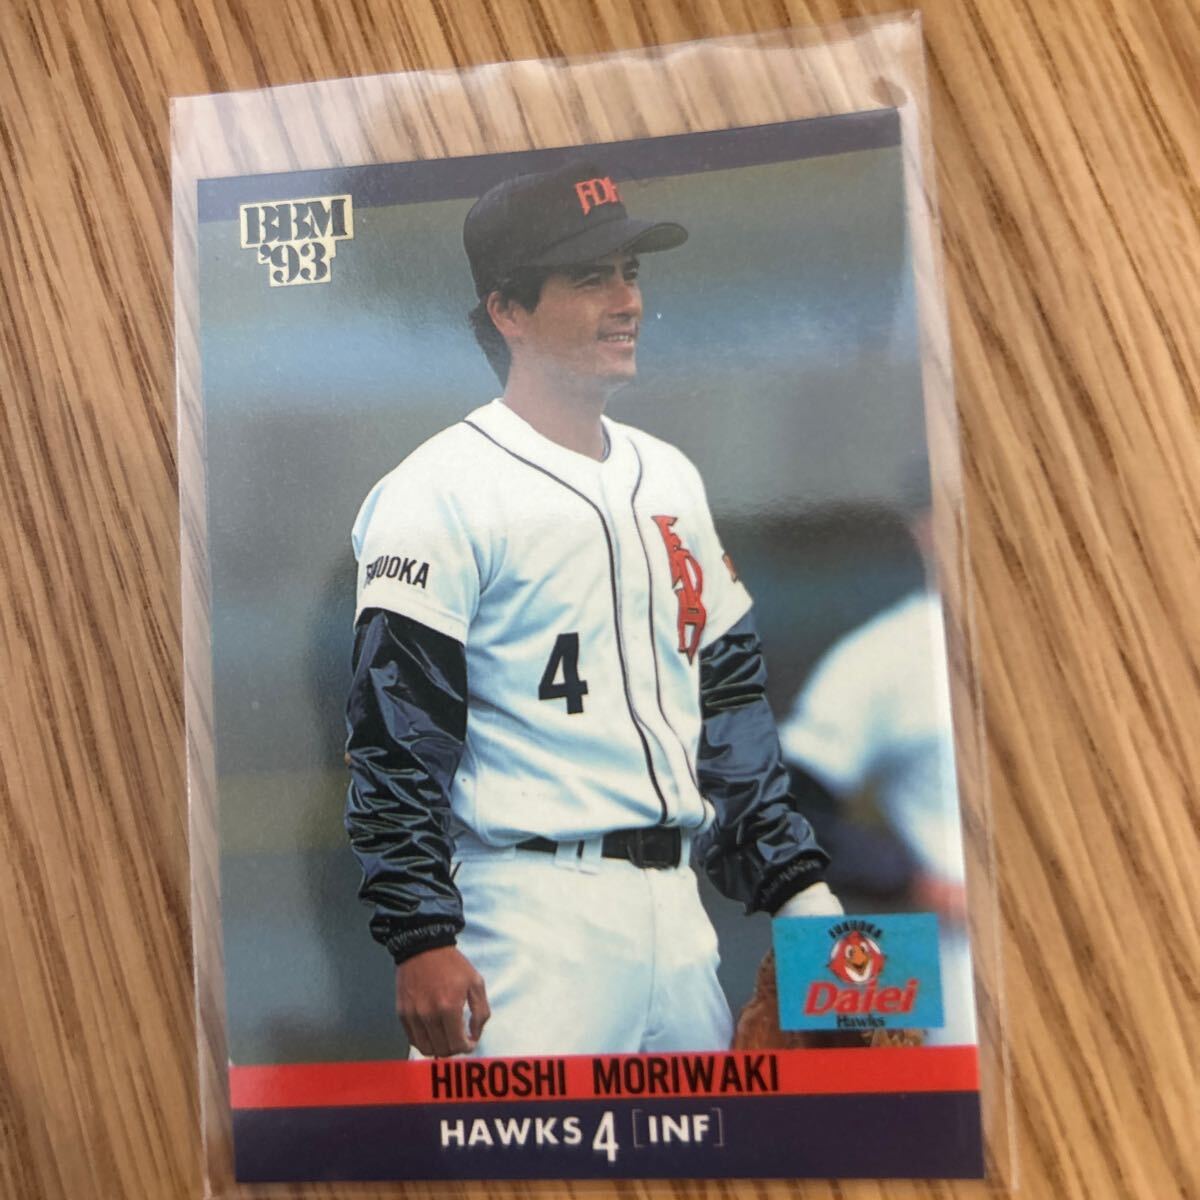 BBM
'93
FDH
FUKUOKA
FDH
4
FUKUOKA
Daiei
Hawks
HIROSHI MORIWAKI
HAWKS 4 [INF]